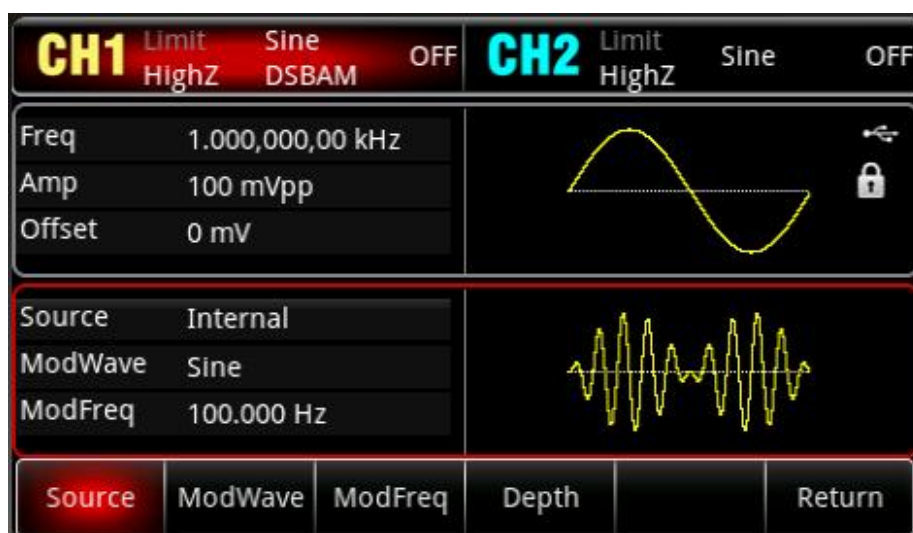 CH1 Limit Sine OFF CH2 Limit Sine OFF
HighZ DSBAM HighZ
Freq 1.000,000,00 kHz
Amp 100 mVpp
Offset 0 mV
Source Internal
ModWave Sine
ModFreq 100.000 Hz
Source ModWave ModFreq Depth Return